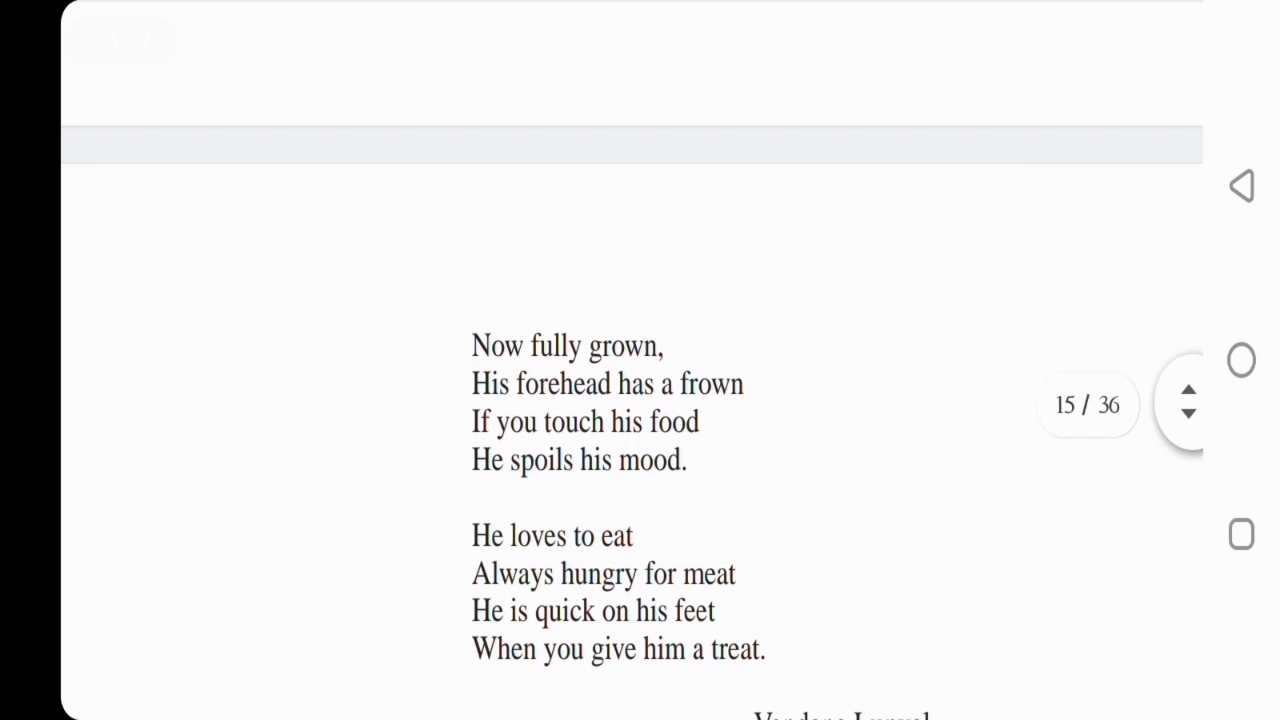 Now fully grown,
His forehead has a frown
If you touch his food
He spoils his mood.
15 / 36
He loves to eat
Always hungry for meat
He is quick on his feet
When you give him a treat.